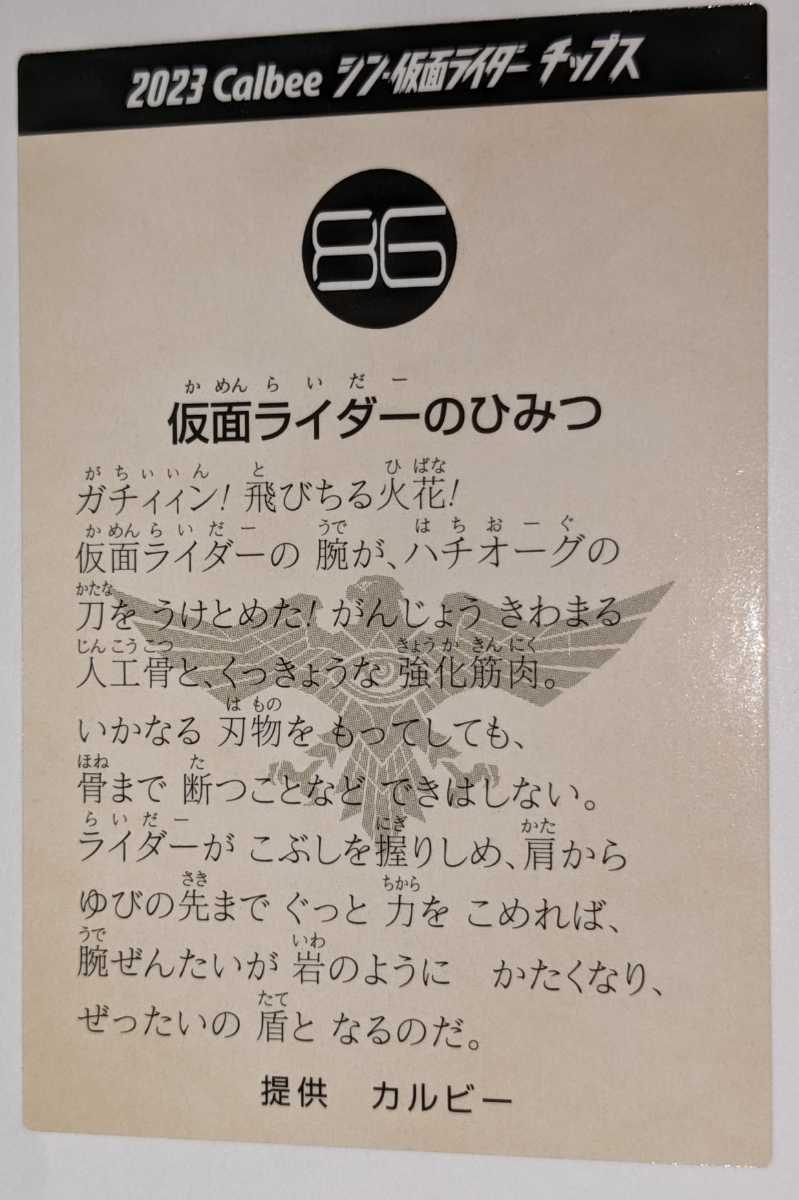 2023 Calbee シン・仮面ライダー チップス
86
かめんらいだー
仮面ライダーのひみつ
がちぃぃん と ひばな
ガチィィン! 飛びちる火花!
かめんらいだー うで はちおーぐ
仮面ライダーの 腕が、ハチオーグの
かたな
刀を うけとめた! がんじょう きわまる
じんこうこつ きょうかきんにく
人工骨と、くっきょうな 強化筋肉。
はもの
いかなる 刃物を もってしても、
ほね た
骨まで 断つことなど できはしない。
らいだー にぎ かた
ライダーが こぶしを握りしめ、肩から
さき ちから
ゆびの先まで ぐっと 力を こめれば、
うで いわ
腕ぜんたいが 岩のように かたくなり、
たて
ぜったいの 盾と なるのだ。
提供 カルビー